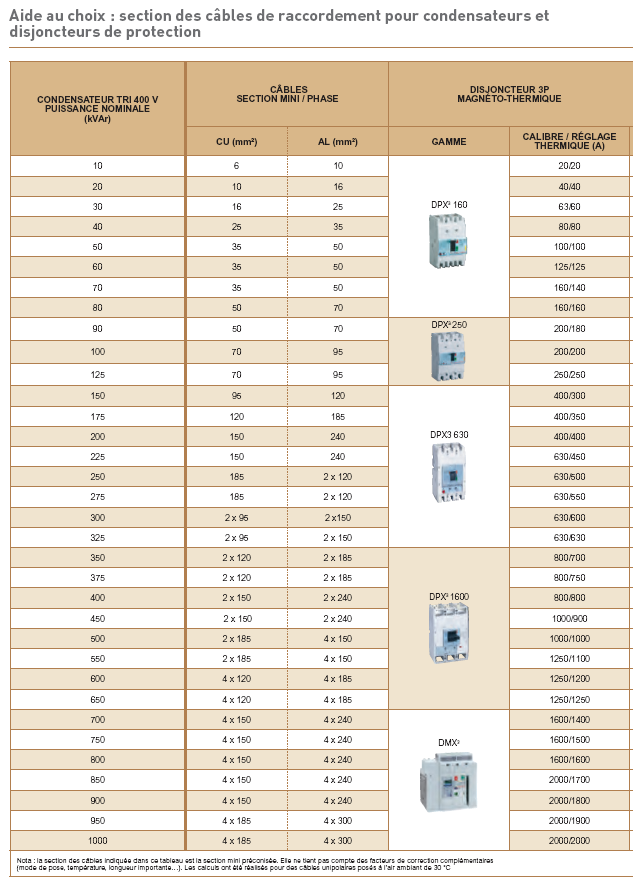 Aide au choix : section des câbles de raccordement pour condensateurs et
disjoncteurs de protection
CONDENSATEUR TRI 400 V
PUISSANCE NOMINALE
(kVAr)
CÂBLES
SECTION MINI / PHASE
DISJONCTEUR 3P
MAGNÉTO-THERMIQUE
CU (mm²) AL (mm²) GAMME CALIBRE / RÉGLAGE
THERMIQUE (A)
10 6 10 20/20
20 10 16 40/40
30 16 25 63/60
DPX³ 160
40 25 35 80/80
50 35 50 100/100
60 35 50 125/125
70 35 50 160/140
80 50 70 160/160
90 50 70 DPX³ 250 200/180
100 70 95 200/200
125 70 95 250/250
150 95 120 400/300
175 120 185 400/350
200 150 240 DPX3 630 400/400
225 150 240 630/450
250 185 2 x 120 630/500
275 185 2 x 120 630/550
300 2 x 95 2 x150 630/600
325 2 x 95 2 x 150 630/630
350 2 x 120 2 x 185 800/700
375 2 x 120 2 x 185 800/750
400 2 x 150 2 x 240 DPX³ 1600 800/800
450 2 x 150 2 x 240 1000/900
500 2 x 185 4 x 150 1000/1000
550 2 x 185 4 x 150 1250/1100
600 4 x 120 4 x 185 1250/1200
650 4 x 120 4 x 185 1250/1250
700 4 x 150 4 x 240 1600/1400
750 4 x 150 4 x 240 DMX³ 1600/1500
800 4 x 150 4 x 240 1600/1600
850 4 x 150 4 x 240 2000/1700
900 4 x 150 4 x 240 2000/1800
950 4 x 185 4 x 300 2000/1900
1000 4 x 185 4 x 300 2000/2000
Nota : la section des câbles indiquée dans ce tableau est la section mini préconisée. Elle ne tient pas compte des facteurs de correction complémentaires
(mode de pose, température, longueur importante...). Les calculs ont été réalisés pour des câbles unipolaires posés à l'air ambiant de 30 °C